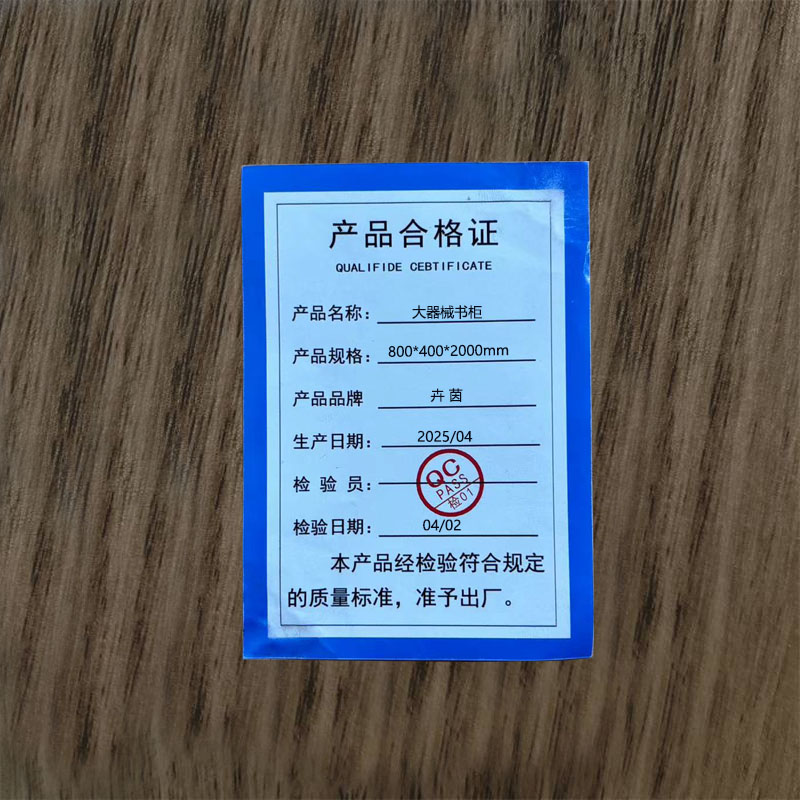 产品合格证
QUALIFIDE CEBTIFICATE
产品名称： 大器械书柜
产品规格： 800*400*2000mm
产品品牌 卉 茵
生产日期： 2025/04
检 验 员： QC PASS 检01
检验日期： 04/02
本产品经检验符合规定
的质量标准，准予出厂。